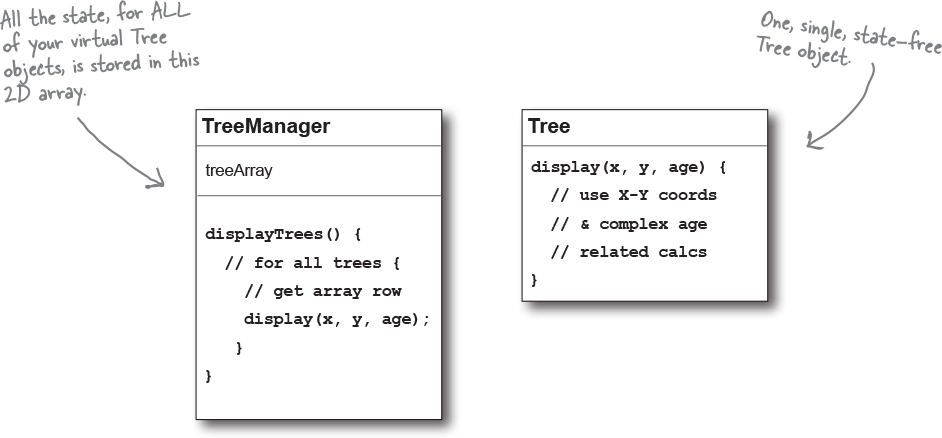 All the state, for ALL
of your virtual Tree
objects, is stored in this
2D array.
One, single, state-free
Tree object.
TreeManager
treeArray
displayTrees() {
// for all trees {
// get array row
display(x, y, age);
}
}
Tree
display(x, y, age) {
// use X-Y coords
// & complex age
// related calcs
}